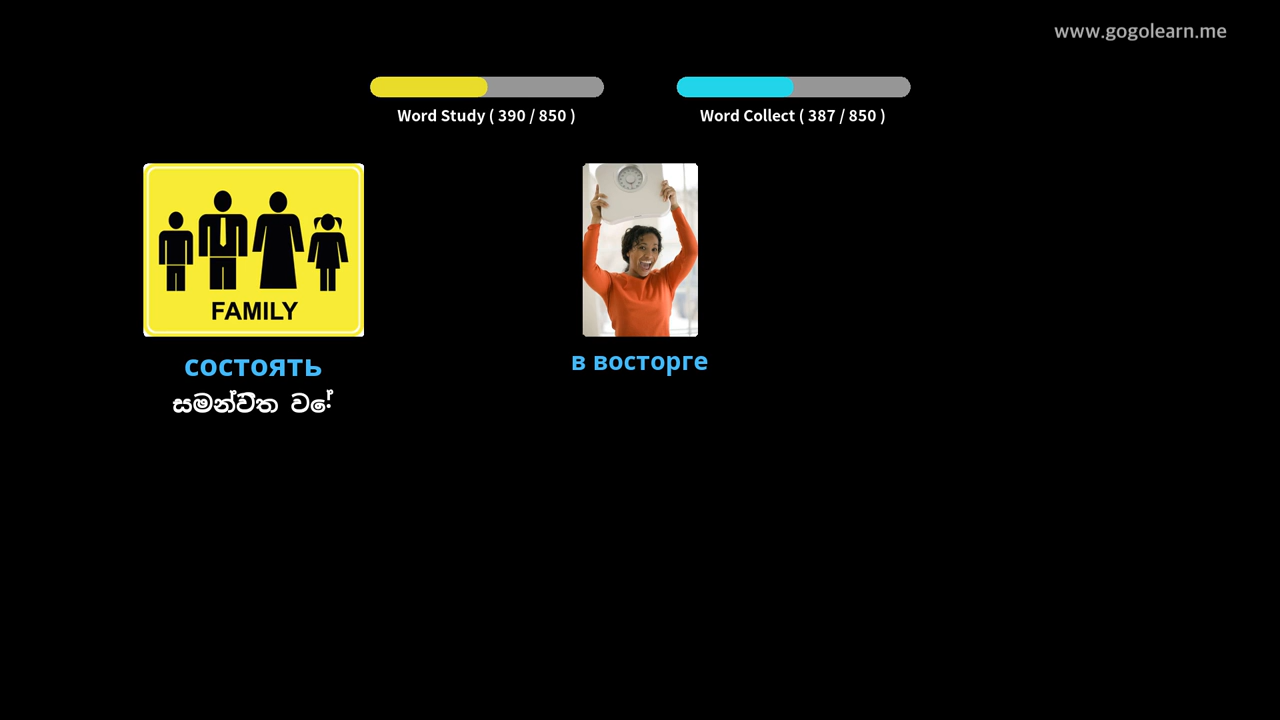 www.gogolearn.me
Word Study ( 390 / 850 )
Word Collect ( 387 / 850 )
FAMILY
состоять
සමන්විත වේ!
в восторге